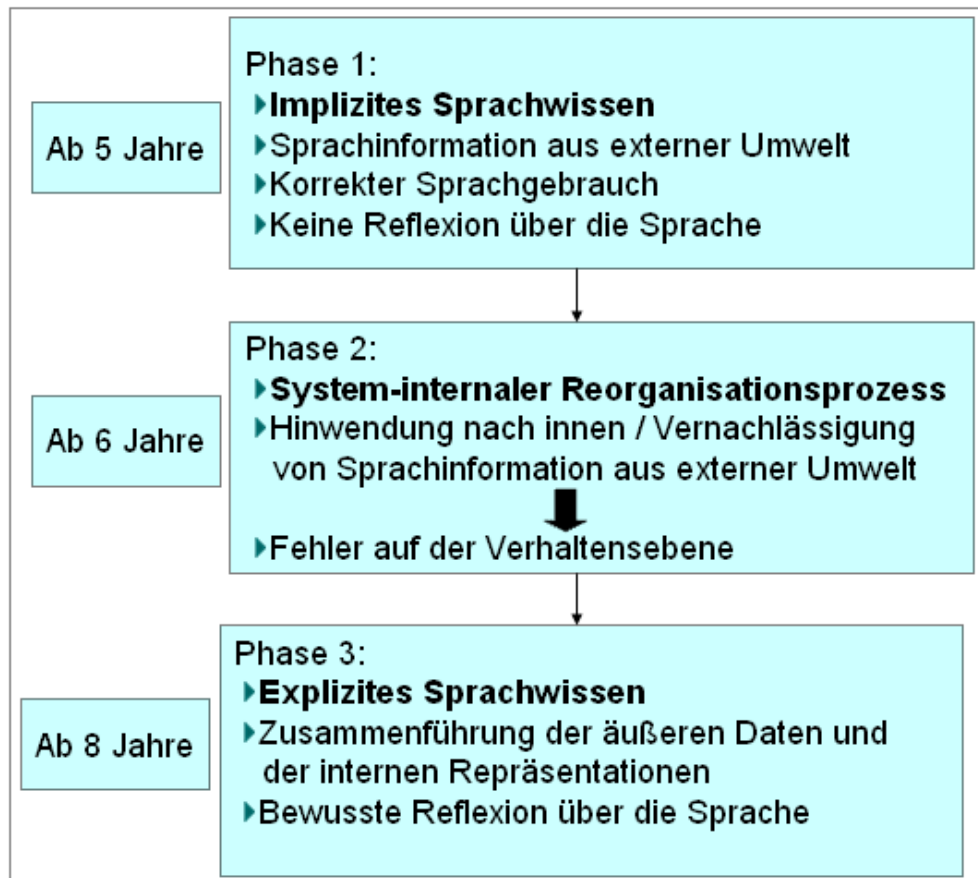 Ab 5 Jahre
Phase 1:
Implizites Sprachwissen
Sprachinformation aus externer Umwelt
Korrekter Sprachgebrauch
Keine Reflexion über die Sprache
Ab 6 Jahre
Phase 2:
System-internaler Reorganisationsprozess
Hinwendung nach innen / Vernachlässigung
von Sprachinformation aus externer Umwelt
Fehler auf der Verhaltensebene
Ab 8 Jahre
Phase 3:
Explizites Sprachwissen
Zusammenführung der äußeren Daten und
der internen Repräsentationen
Bewusste Reflexion über die Sprache